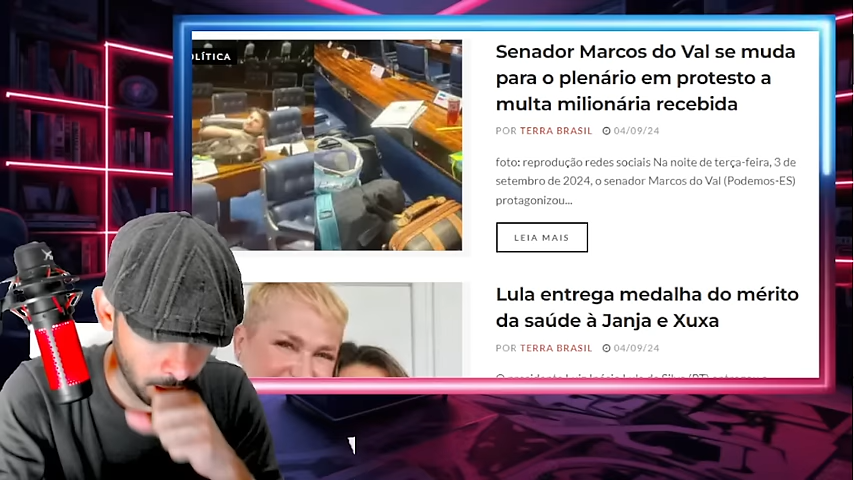 OLÍTICA
Senador Marcos do Val se muda
para o plenário em protesto a
multa milionária recebida
POR TERRA BRASIL 04/09/24
foto: reprodução redes sociais Na noite de terça-feira, 3 de
setembro de 2024, o senador Marcos do Val (Podemos-ES)
protagonizou...
LEIA MAIS
Lula entrega medalha do mérito
da saúde à Janja e Xuxa
POR TERRA BRASIL 04/09/24